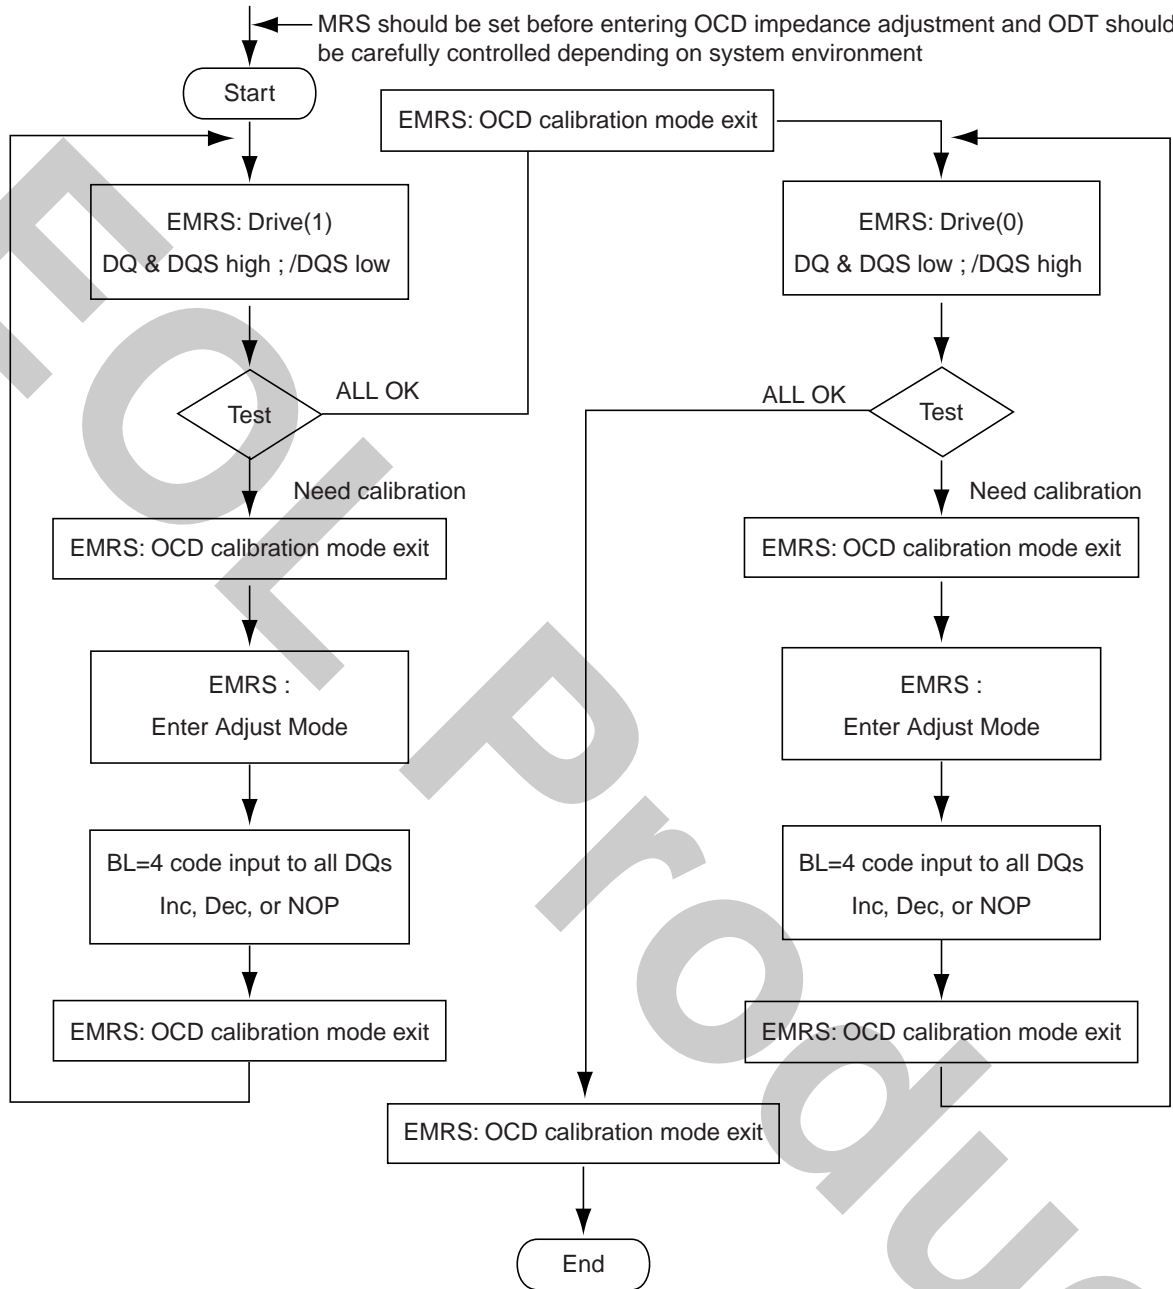 MRS should be set before entering OCD impedance adjustment and ODT should
be carefully controlled depending on system environment
Start
EMRS: OCD calibration mode exit
EMRS: Drive(1)
DQ & DQS high ; /DQS low
EMRS: Drive(0)
DQ & DQS low ; /DQS high
ALL OK
Test
ALL OK
Test
Need calibration
Need calibration
EMRS: OCD calibration mode exit
EMRS: OCD calibration mode exit
EMRS :
Enter Adjust Mode
EMRS :
Enter Adjust Mode
BL=4 code input to all DQs
Inc, Dec, or NOP
BL=4 code input to all DQs
Inc, Dec, or NOP
EMRS: OCD calibration mode exit
EMRS: OCD calibration mode exit
EMRS: OCD calibration mode exit
End
EOL Produc